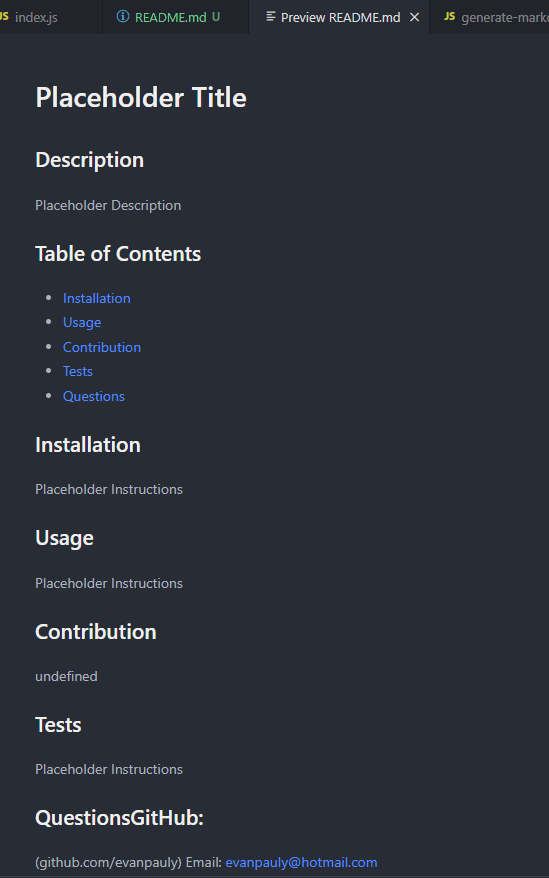 JS index.js README.md U Preview README.md × JS generate-mark
Placeholder Title
Description
Placeholder Description
Table of Contents
• Installation
• Usage
• Contribution
• Tests
• Questions
Installation
Placeholder Instructions
Usage
Placeholder Instructions
Contribution
undefined
Tests
Placeholder Instructions
QuestionsGitHub:
(github.com/evanpauly) Email: evanpauly@hotmail.com